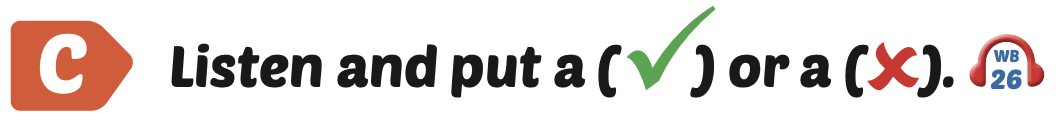 C Listen and put a (✓) or a (✗). WB
26